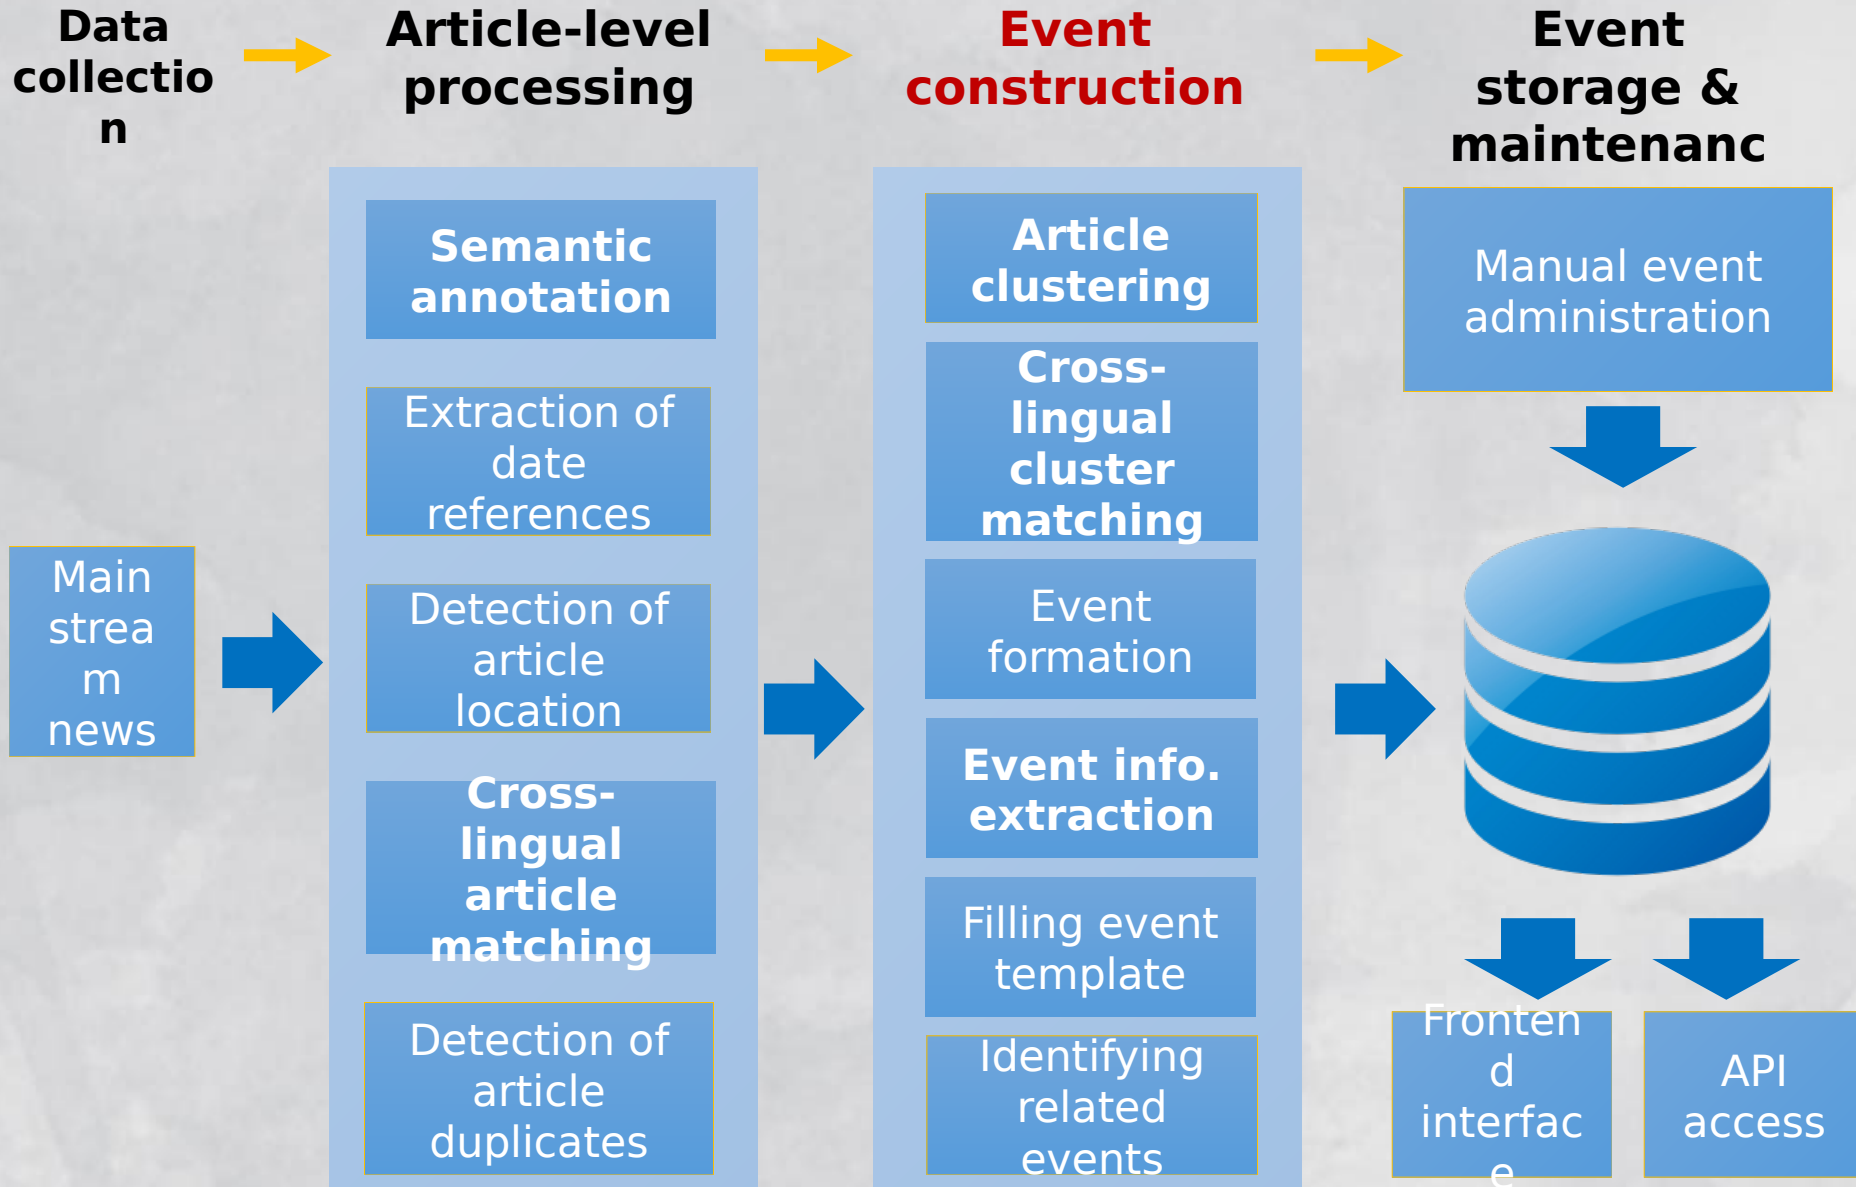 Data
collectio
n
Article-level
processing
Event
construction
Event
storage &
maintenanc
Main
strea
m
news
Semantic
annotation
Extraction of
date
references
Detection of
article
location
Cross-
lingual
article
matching
Detection of
article
duplicates
Article
clustering
Cross-
lingual
cluster
matching
Event
formation
Event info.
extraction
Filling event
template
Identifying
related
events
Manual event
administration
Fronten
d
interfac
e
API
access